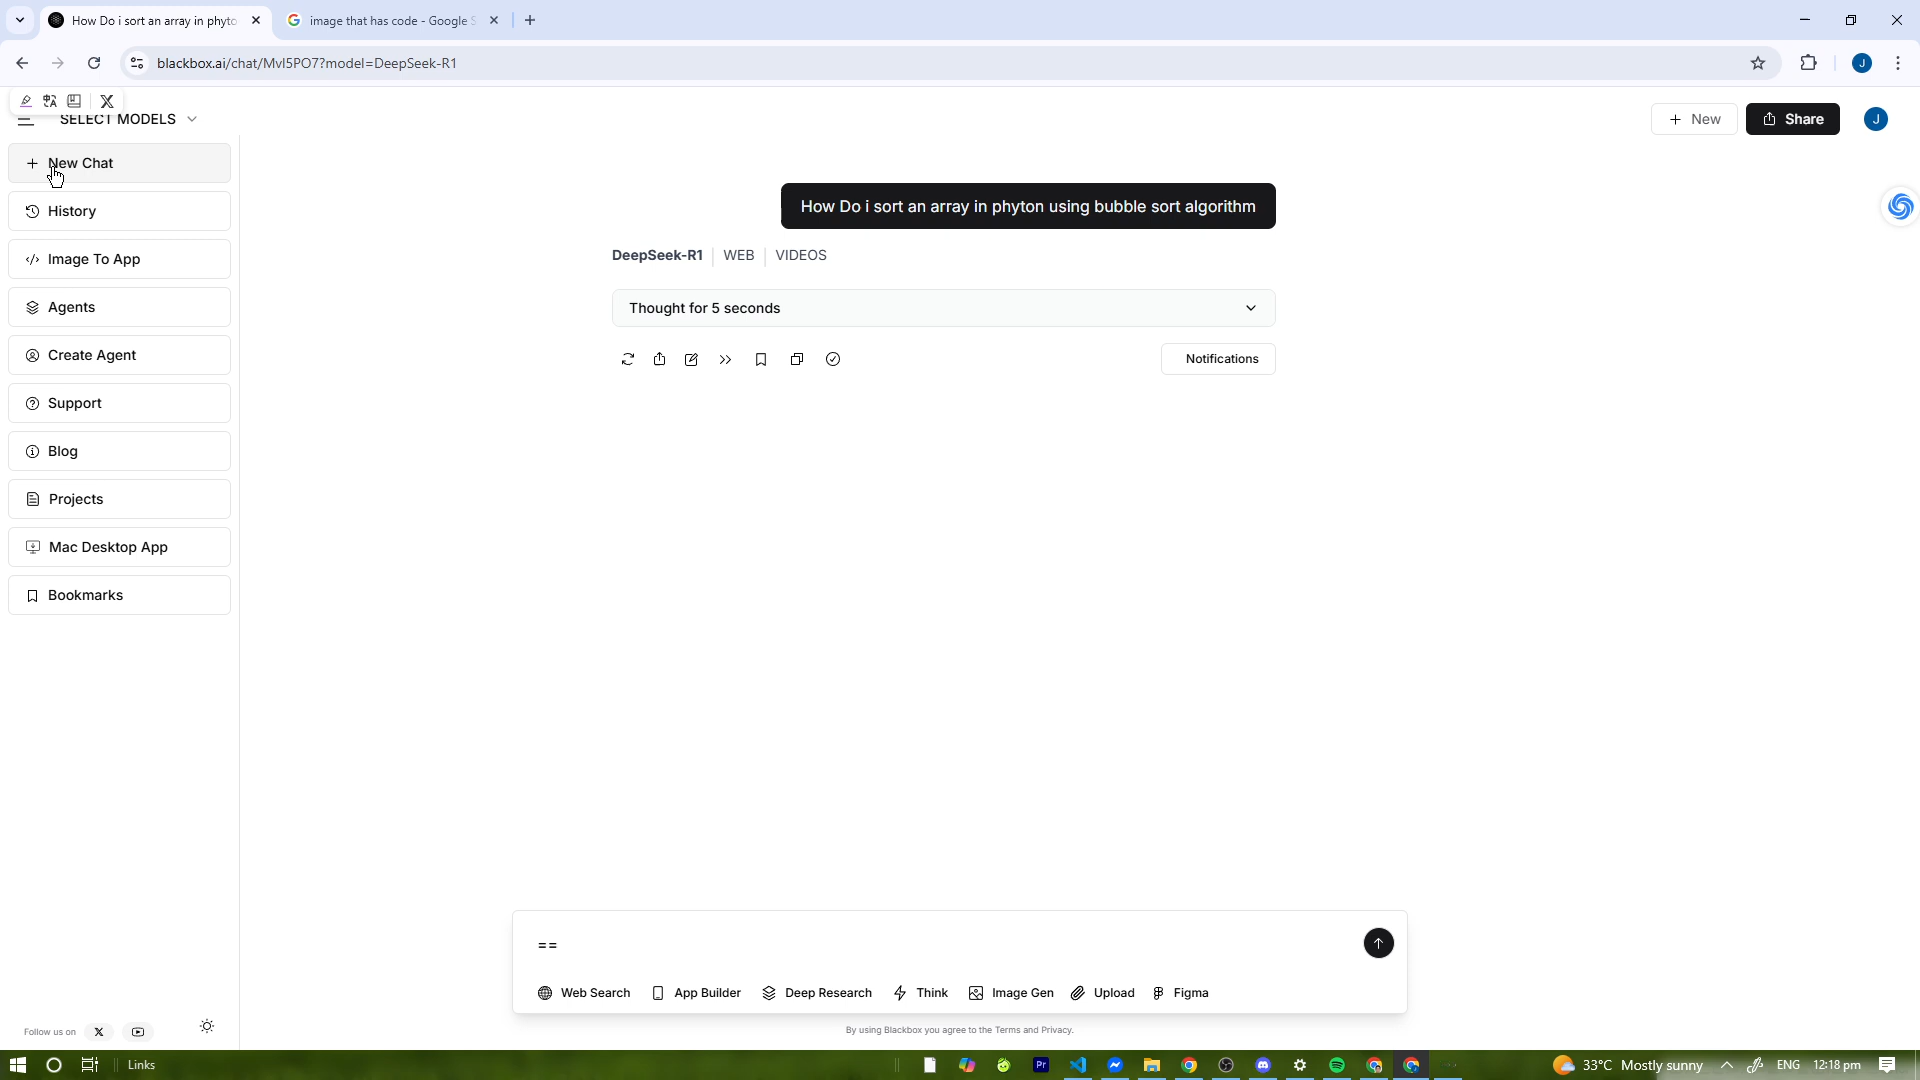 How Do i sort an array in phyto
image that has code - Google S
blackbox.ai/chat/MvI5PO7?model=DeepSeek-R1
J
SELECT MODELS
New
Share
J
New Chat
History
Image To App
Agents
Create Agent
Support
Blog
Projects
Mac Desktop App
Bookmarks
How Do i sort an array in phyton using bubble sort algorithm
DeepSeek-R1
WEB
VIDEOS
Thought for 5 seconds
Notifications
==
Web Search
App Builder
Deep Research
Think
Image Gen
Upload
Figma
By using Blackbox you agree to the Terms and Privacy.
Follow us on
Links
Pr
33°C Mostly sunny
ENG
12:18 pm